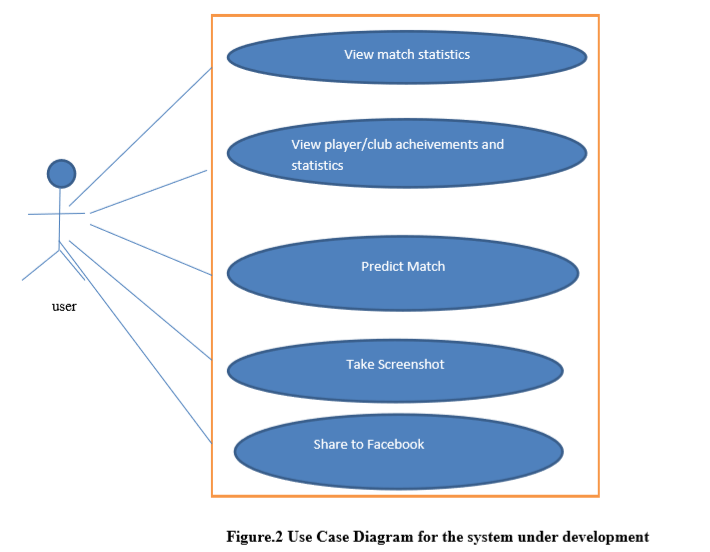 View match statistics
View player/club acheivements and
statistics
Predict Match
Take Screenshot
Share to Facebook
user
Figure.2 Use Case Diagram for the system under development